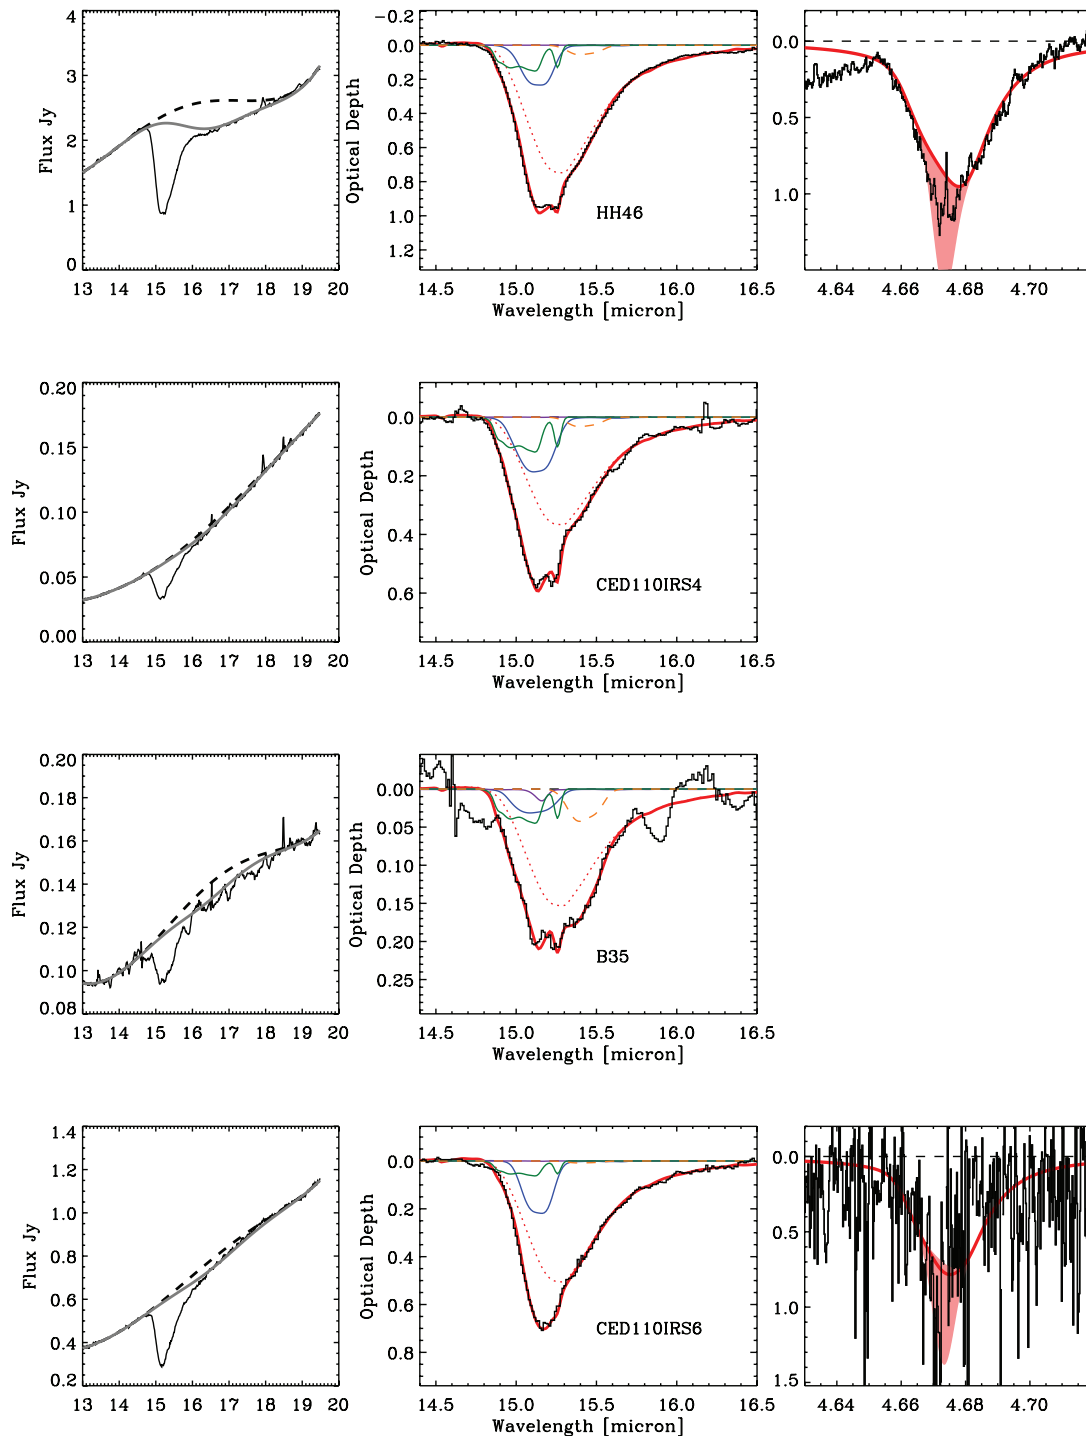 4
3
2
1
0
Flux Jy
13 14 15 16 17 18 19 20
−0.2
0.0
0.2
0.4
0.6
0.8
1.0
1.2
Optical Depth
HH46
14.5 15.0 15.5 16.0 16.5
Wavelength [micron]
0.0
0.5
1.0
4.64 4.66 4.68 4.70
0.20
0.15
0.10
0.05
0.00
Flux Jy
13 14 15 16 17 18 19 20
0.0
0.2
0.4
0.6
Optical Depth
CED110IRS4
14.5 15.0 15.5 16.0 16.5
Wavelength [micron]
0.20
0.18
0.16
0.14
0.12
0.10
0.08
Flux Jy
13 14 15 16 17 18 19 20
0.00
0.05
0.10
0.15
0.20
0.25
Optical Depth
B35
14.5 15.0 15.5 16.0 16.5
Wavelength [micron]
1.4
1.2
1.0
0.8
0.6
0.4
0.2
Flux Jy
13 14 15 16 17 18 19 20
0.0
0.2
0.4
0.6
0.8
Optical Depth
CED110IRS6
14.5 15.0 15.5 16.0 16.5
Wavelength [micron]
0.0
0.5
1.0
1.5
4.64 4.66 4.68 4.70